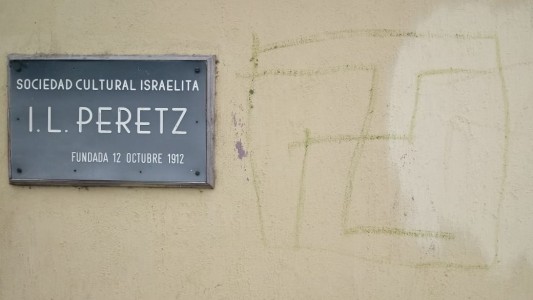 SOCIEDAD CULTURAL ISRAELITA
I. L. PERETZ
FUNDADA 12 OCTUBRE 1912